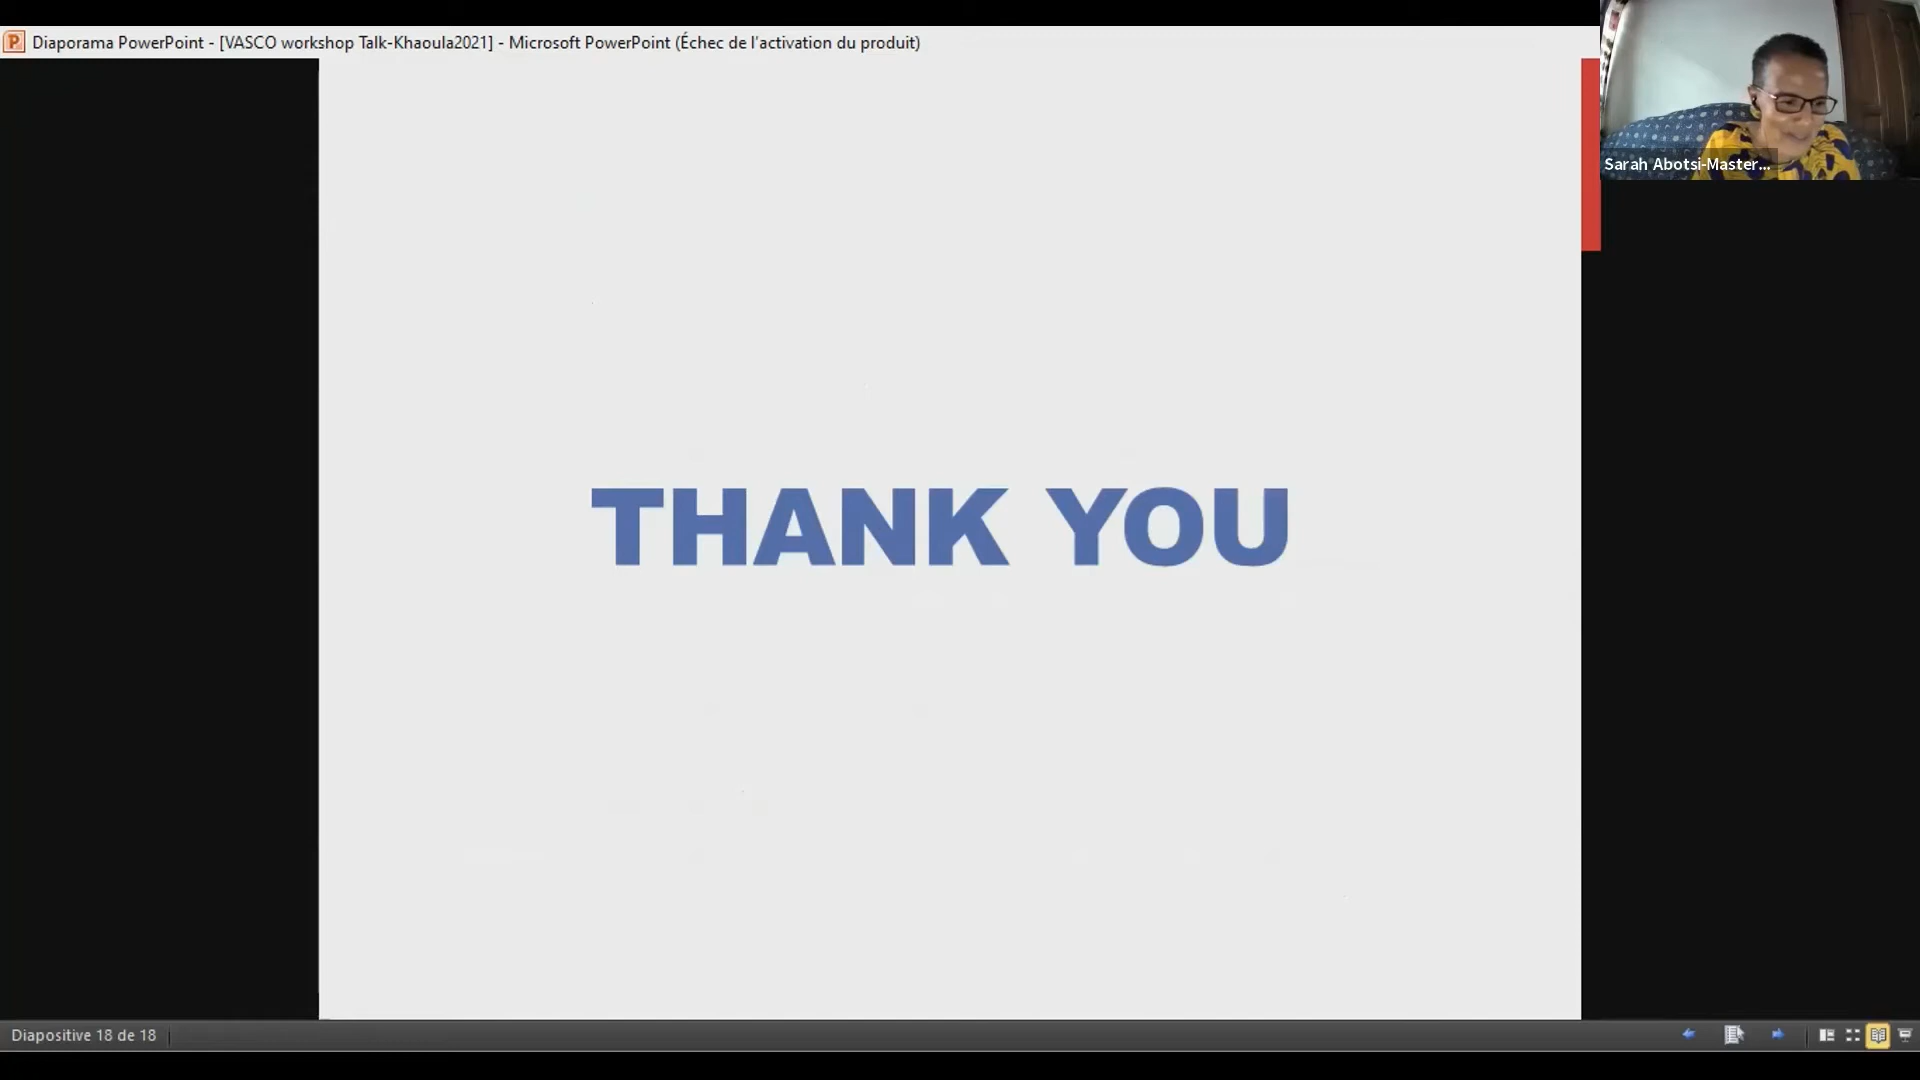 Diaporama PowerPoint - [VASCO workshop Talk-Khaoula2021] - Microsoft PowerPoint (Échec de l'activation du produit)
Sarah Abotsi-Master...
THANK YOU
Diapositive 18 de 18